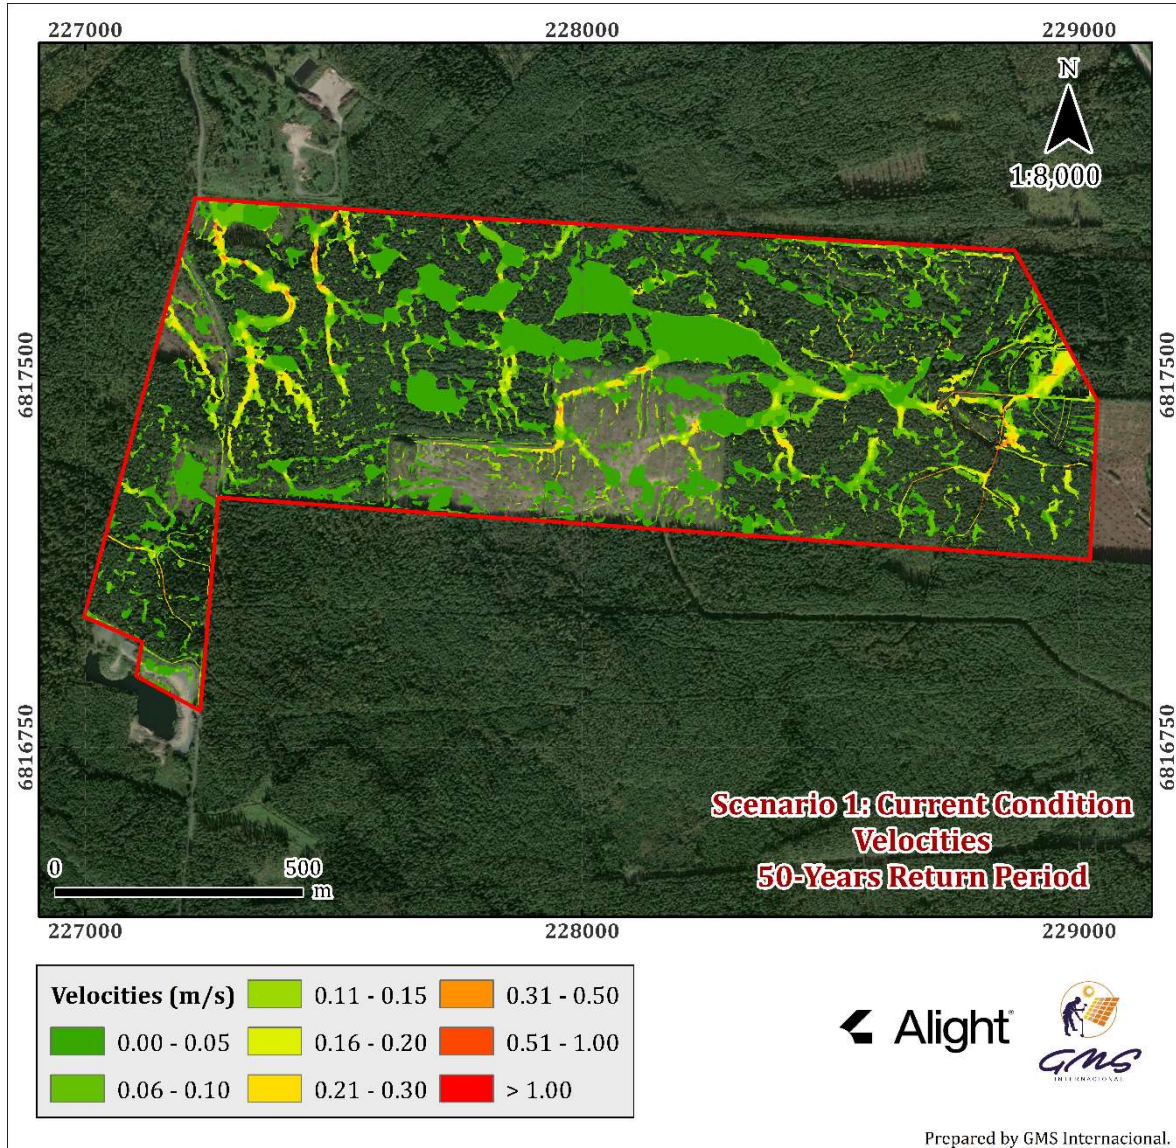 227000 228000 229000
N
1:8,000
6817500 6817500
6816750 6816750
Scenario 1: Current Condition
Velocities
50-Years Return Period
0 500
m
227000 228000 229000
Velocities (m/s) 0.11 - 0.15 0.31 - 0.50
0.00 - 0.05 0.16 - 0.20 0.51 - 1.00
0.06 - 0.10 0.21 - 0.30 > 1.00
Alight®
GMS
INTERNACIONAL
Prepared by GMS Internacional.